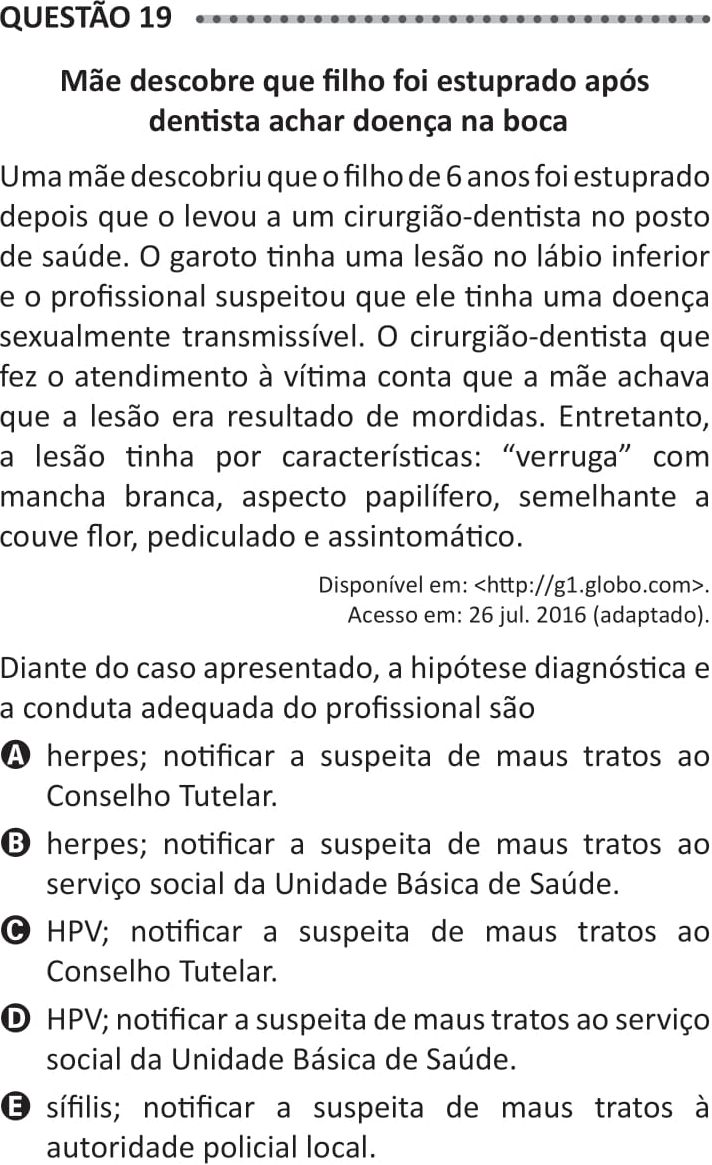 QUESTÃO 19
Mãe descobre que filho foi estuprado após
dentista achar doença na boca
Uma mãe descobriu que o filho de 6 anos foi estuprado
depois que o levou a um cirurgião-dentista no posto
de saúde. O garoto tinha uma lesão no lábio inferior
e o profissional suspeitou que ele tinha uma doença
sexualmente transmissível. O cirurgião-dentista que
fez o atendimento à vítima conta que a mãe achava
que a lesão era resultado de mordidas. Entretanto,
a lesão tinha por características: “verruga” com
mancha branca, aspecto papilífero, semelhante a
couve flor, pediculado e assintomático.
Disponível em: <http://g1.globo.com>.
Acesso em: 26 jul. 2016 (adaptado).
Diante do caso apresentado, a hipótese diagnóstica e
a conduta adequada do profissional são
A herpes; notificar a suspeita de maus tratos ao
Conselho Tutelar.
B herpes; notificar a suspeita de maus tratos ao
serviço social da Unidade Básica de Saúde.
C HPV; notificar a suspeita de maus tratos ao
Conselho Tutelar.
D HPV; notificar a suspeita de maus tratos ao serviço
social da Unidade Básica de Saúde.
E sífilis; notificar a suspeita de maus tratos à
autoridade policial local.